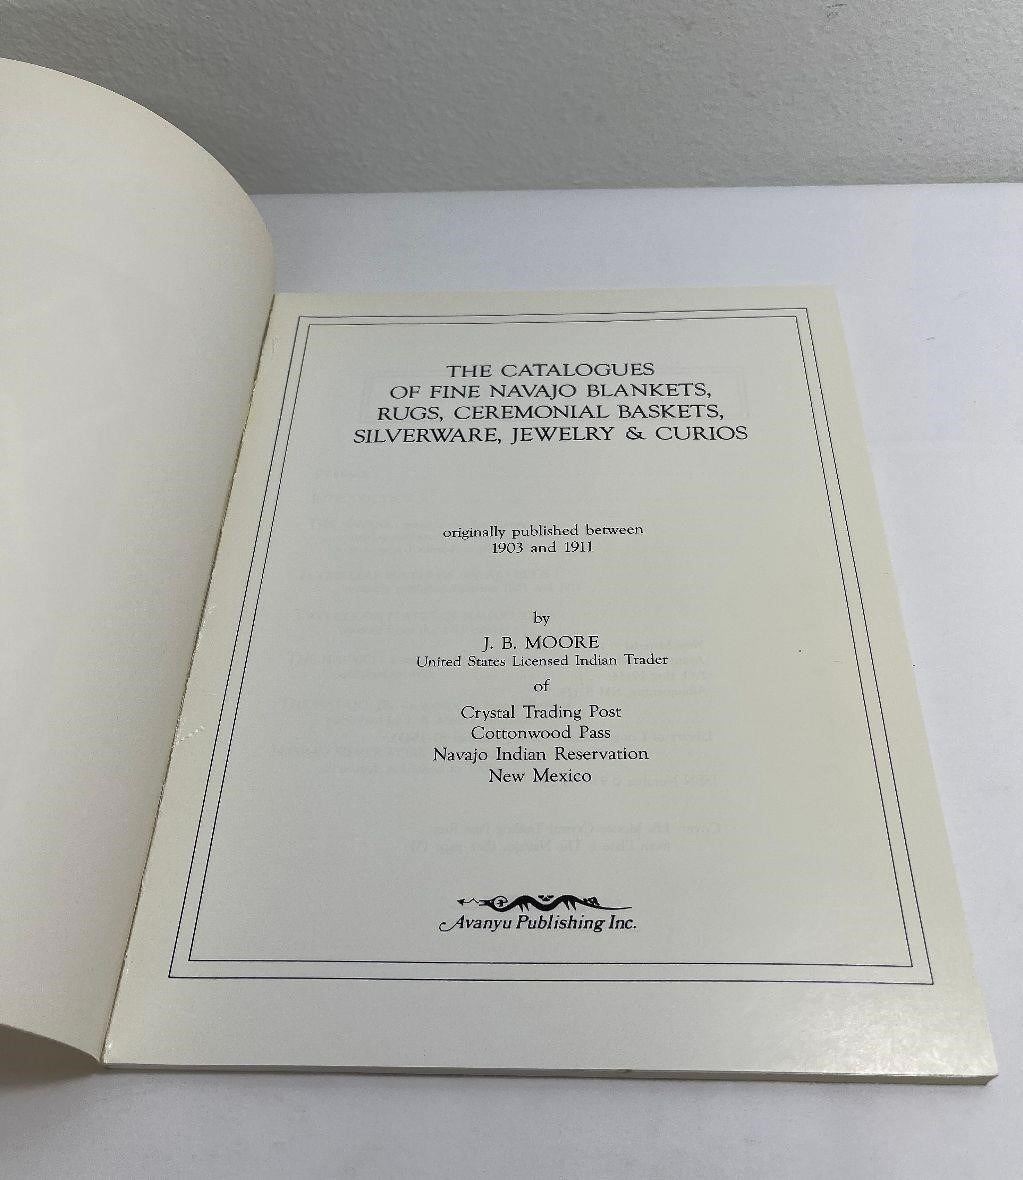 THE CATALOGUES
OF FINE NAVAJO BLANKETS,
RUGS, CEREMONIAL BASKETS,
SILVERWARE, JEWELRY & CURIOS
originally published between
1903 and 1911
by
J. B. MOORE
United States Licensed Indian Trader
of
Crystal Trading Post
Cottonwood Pass
Navajo Indian Reservation
New Mexico
Avanyu Publishing Inc.